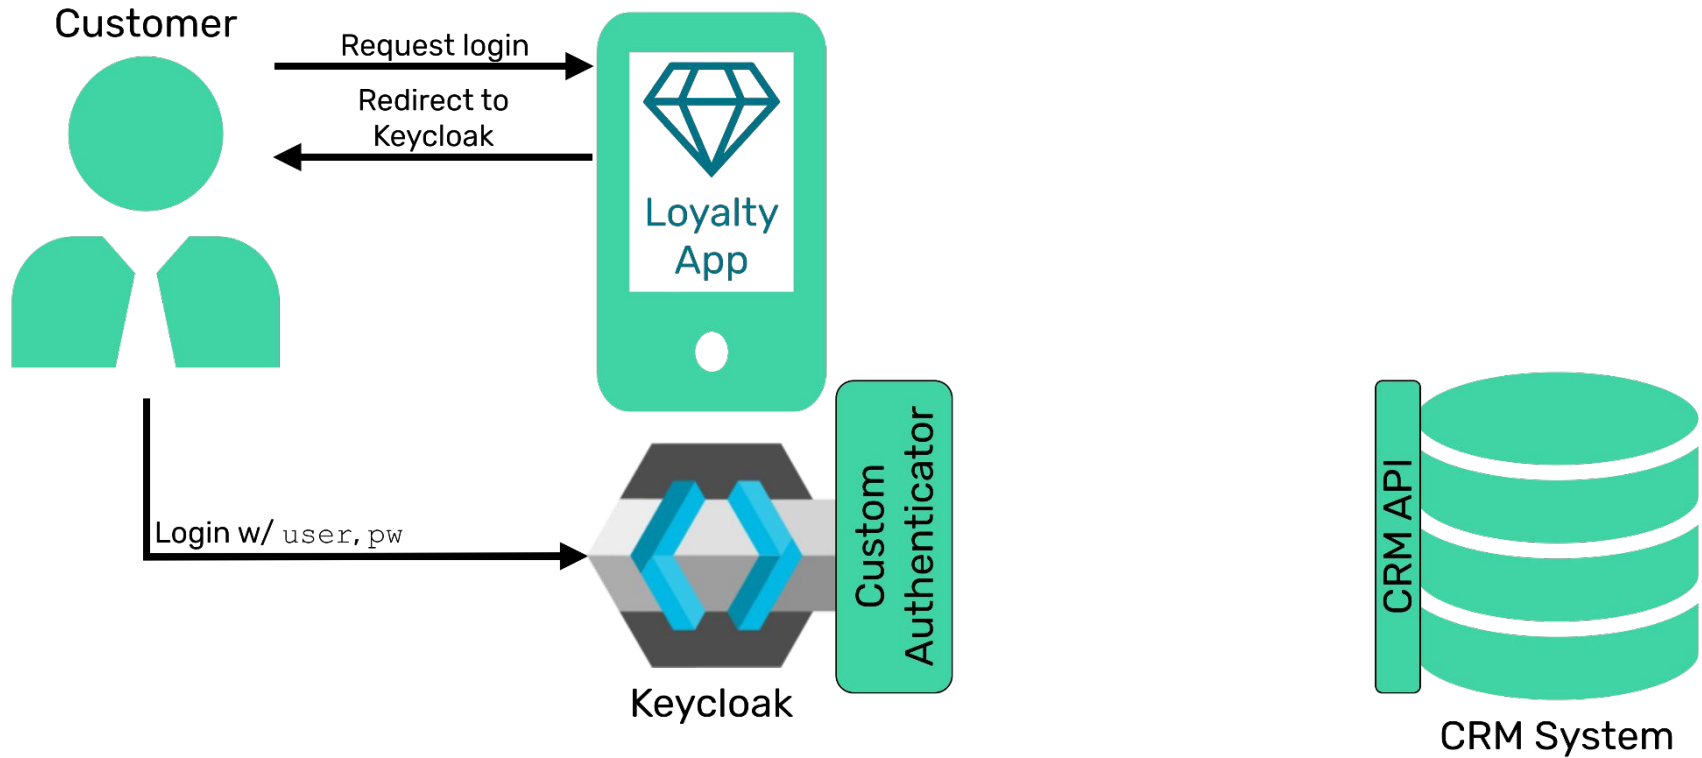 Customer
Request login
Redirect to
Keycloak
Loyalty
App
Login w/ user, pw
Custom
Authenticator
Keycloak
CRM API
CRM System